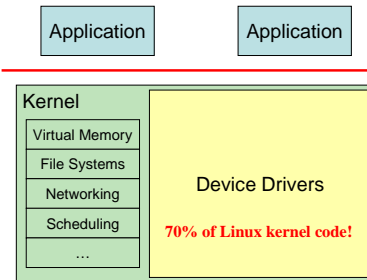 Application
Application
Kernel
Virtual Memory
File Systems
Networking
Scheduling
…
Device Drivers
70% of Linux kernel code!